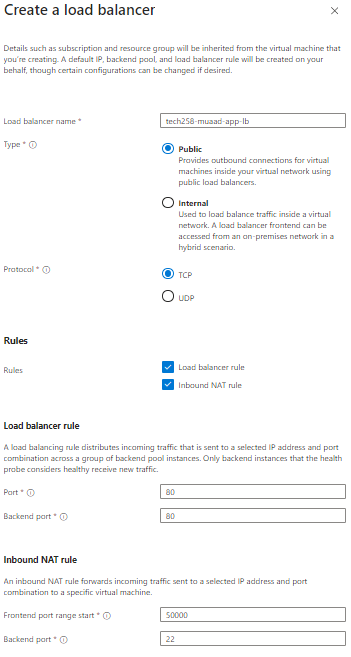 Create a load balancer
Details such as subscription and resource group will be inherited from the virtual machine that
you're creating. A default IP, backend pool, and load balancer rule will be created on your
behalf, though certain configurations can be changed if desired.
Load balancer name *
tech258-muaad-app-lb
Type *
Public
Provides outbound connections for virtual
machines inside your virtual network using
public load balancers.
Internal
Used to load balance traffic inside a virtual
network. A load balancer frontend can be
accessed from an on-premises network in a
hybrid scenario.
Protocol *
TCP
UDP
Rules
Rules
Load balancer rule
Inbound NAT rule
Load balancer rule
A load balancing rule distributes incoming traffic that is sent to a selected IP address and port
combination across a group of backend pool instances. Only backend instances that the health
probe considers healthy receive new traffic.
Port *
80
Backend port *
80
Inbound NAT rule
An inbound NAT rule forwards incoming traffic sent to a selected IP address and port
combination to a specific virtual machine.
Frontend port range start *
50000
Backend port *
22